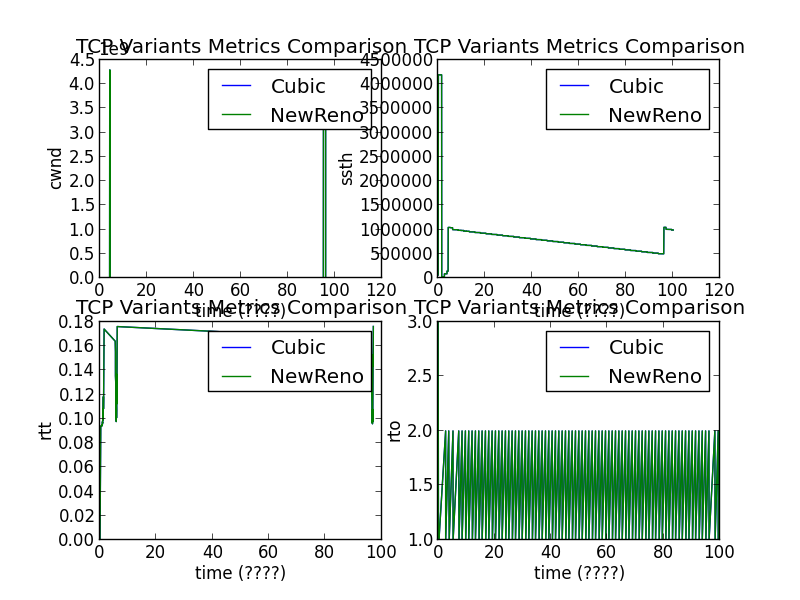 TCP Variants Metrics Comparison
1e9
4.5
4.0
3.5
3.0
2.5
2.0
1.5
1.0
0.5
0.0
cwnd
Cubic
NewReno
0 20 40 60 80 100 120
time (????)
TCP Variants Metrics Comparison
4500000
4000000
3500000
3000000
2500000
2000000
1500000
1000000
500000
0
ssth
Cubic
NewReno
0 20 40 60 80 100 120
time (????)
TCP Variants Metrics Comparison
0.18
0.16
0.14
0.12
0.10
0.08
0.06
0.04
0.02
0.00
rtt
Cubic
NewReno
0 20 40 60 80 100
time (????)
TCP Variants Metrics Comparison
3.0
2.5
2.0
1.5
1.0
rto
Cubic
NewReno
0 20 40 60 80 100
time (????)